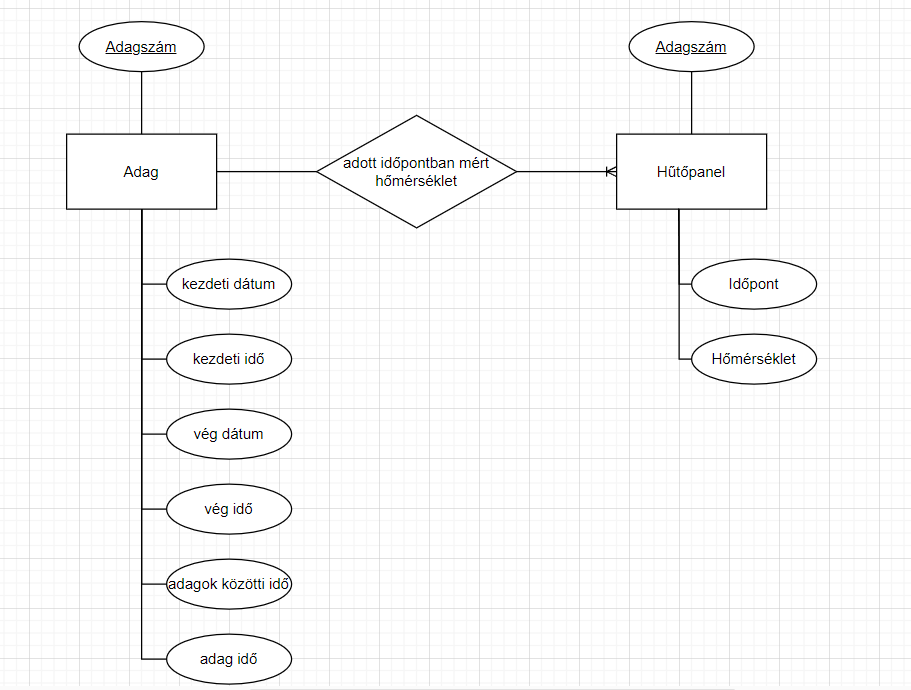 Adagszám
Adagszám
Adag
adott időpontban mért
hőmérséklet
Hűtőpanel
kezdeti dátum
Időpont
kezdeti idő
Hőmérséklet
vég dátum
vég idő
adagok közötti idő
adag idő